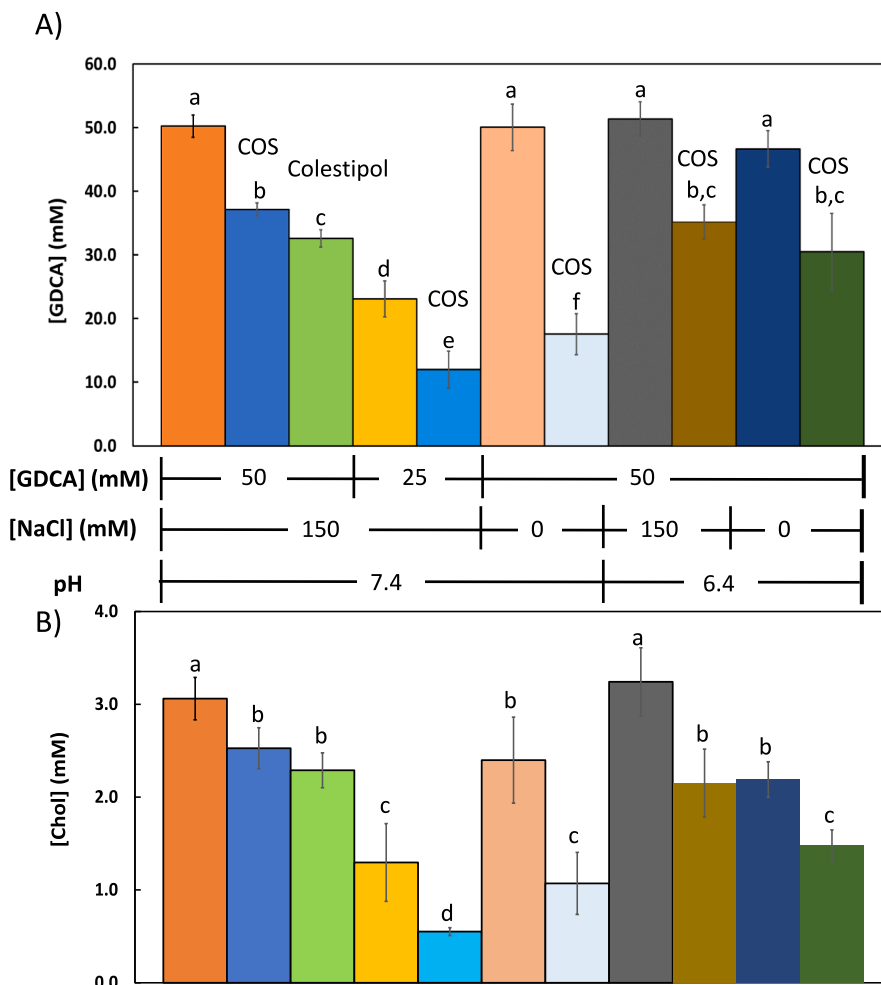 A)
60.0
50.0
40.0
30.0
20.0
10.0
0.0
[GDCA] (mM)
a
COS
b
Colestipol
c
d
COS
e
a
COS
f
a
COS
b,c
a
COS
b,c
[GDCA] (mM) 50 25 50
[NaCl] (mM) 150 0 150 0
pH 7.4 6.4
B)
4.0
3.0
2.0
1.0
0.0
[Chol] (mM)
a
b
b
c
d
b
c
a
b
b
c